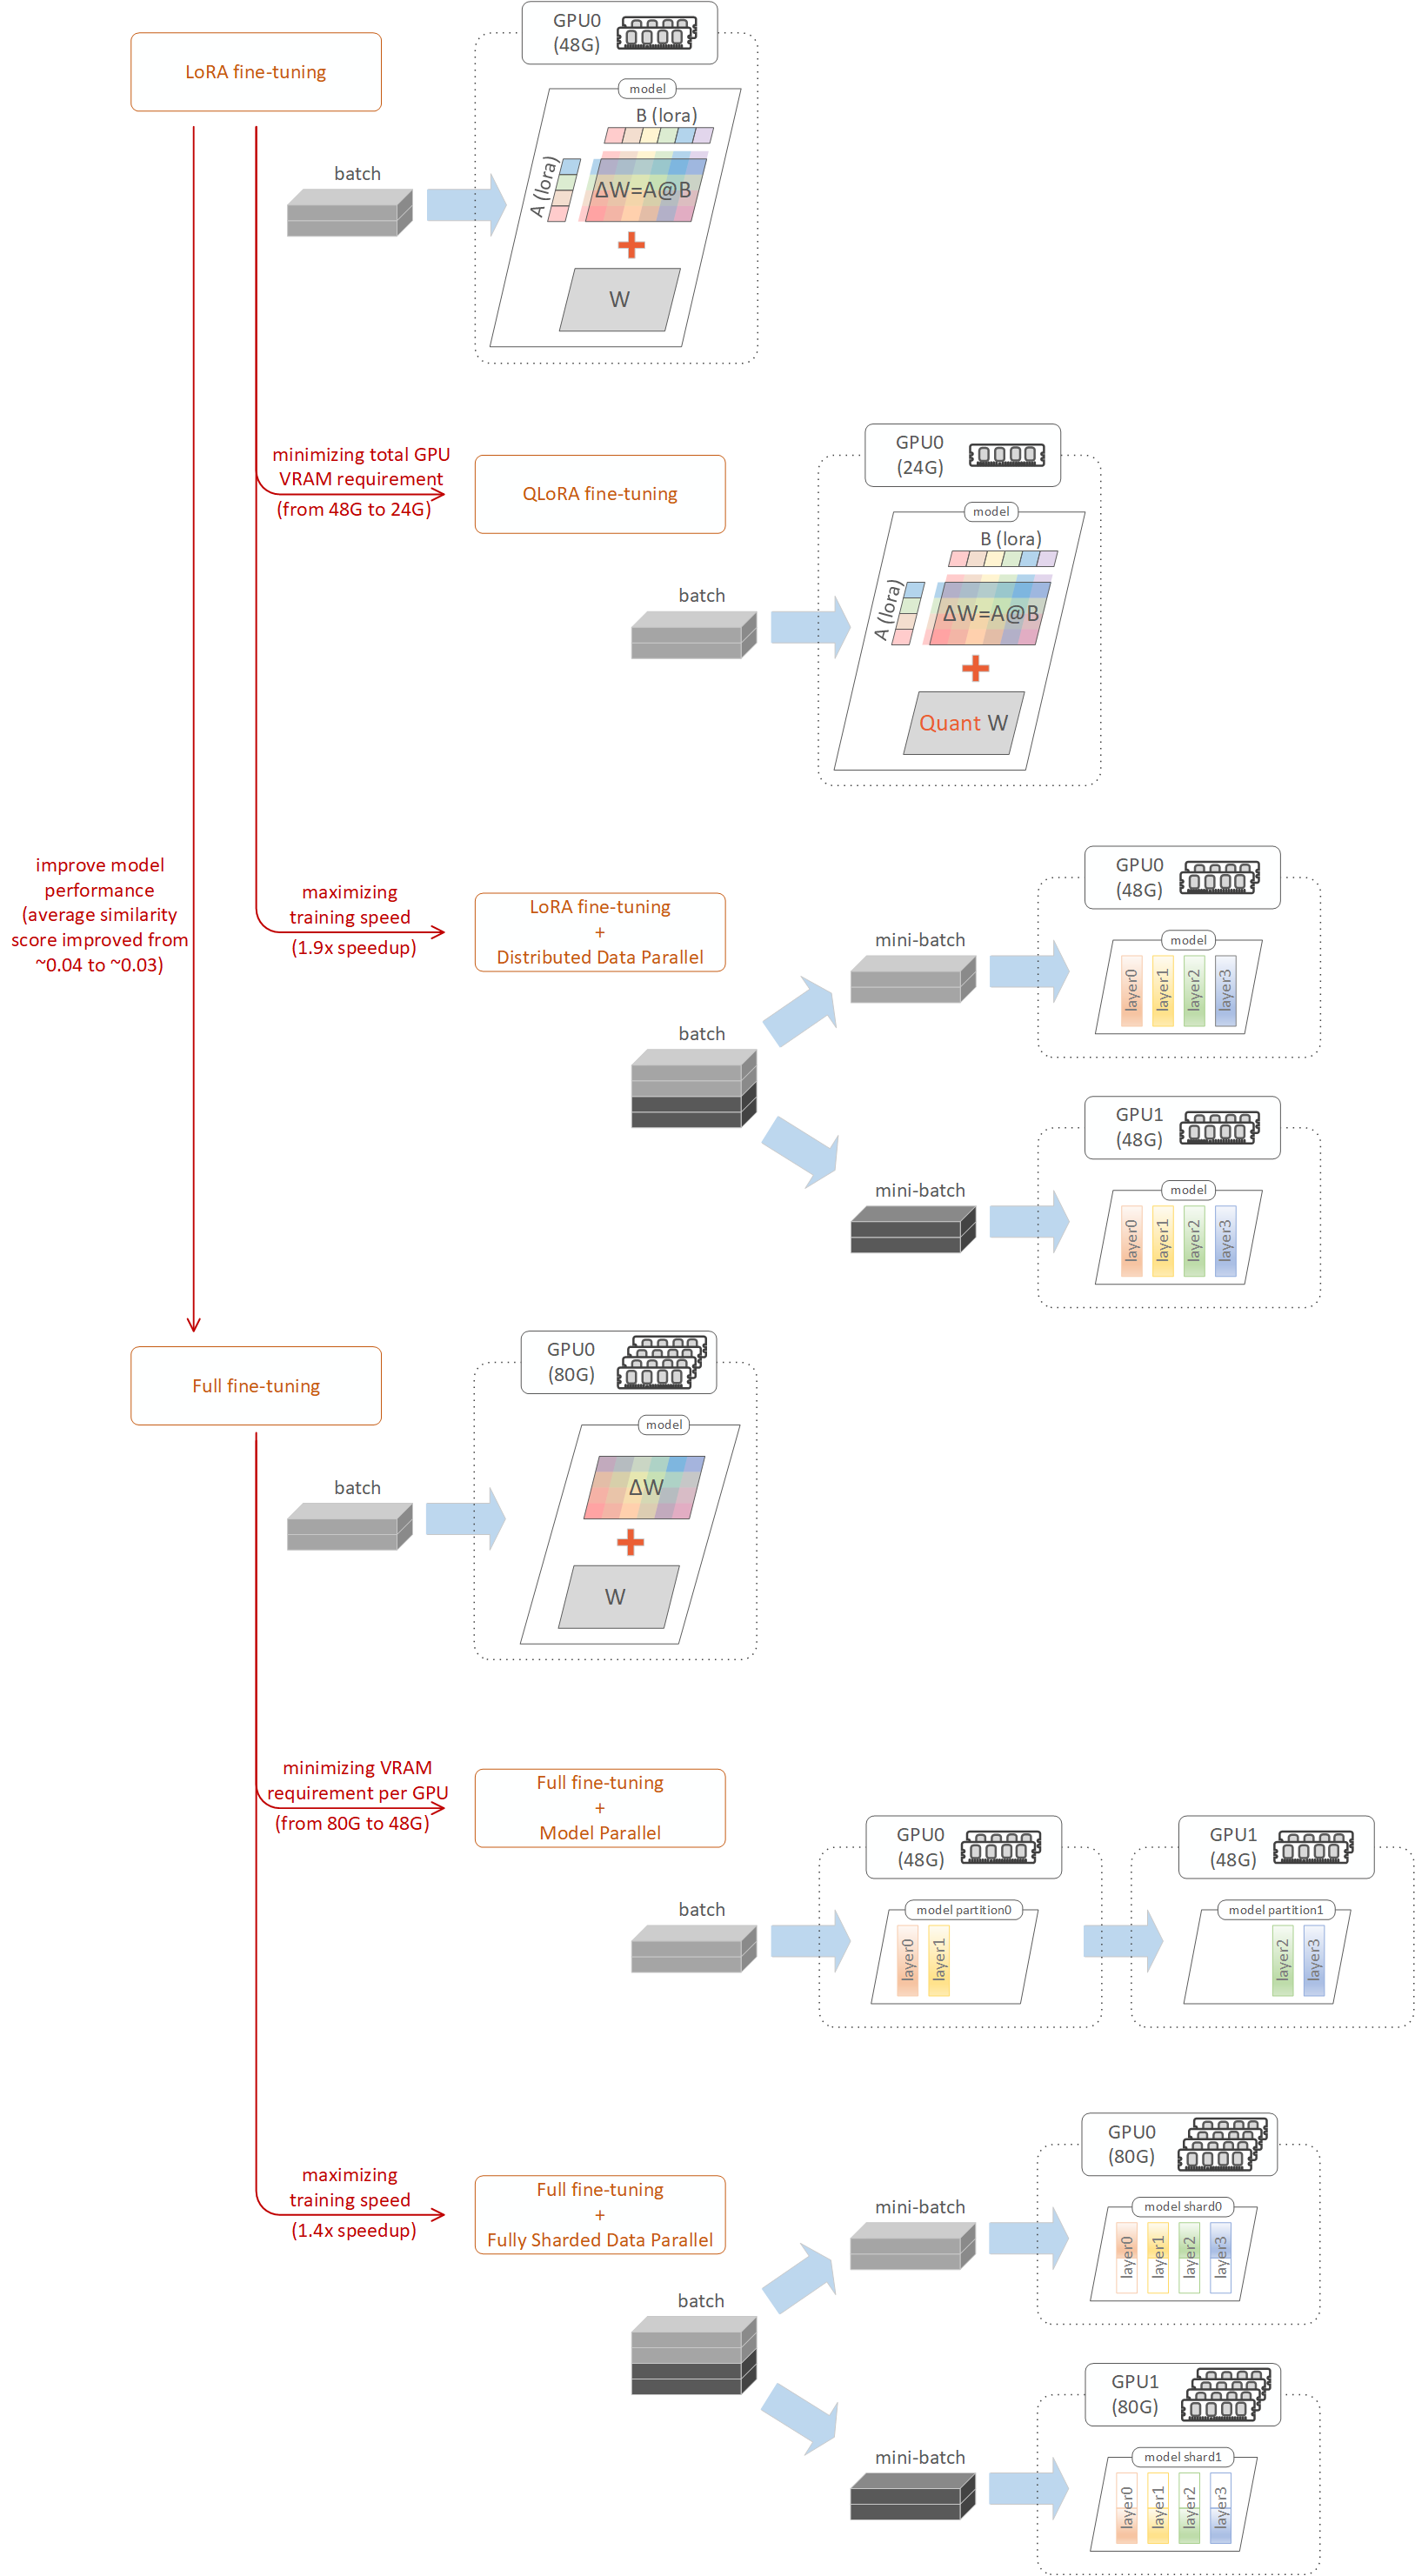 LoRA fine-tuning
GPU0
(48G)
model
B (lora)
A (lora)
ΔW=A@B
W
batch
minimizing total GPU
VRAM requirement
(from 48G to 24G)
QLoRA fine-tuning
GPU0
(24G)
model
B (lora)
A (lora)
ΔW=A@B
Quant W
batch
improve model
performance
(average similarity
score improved from
~0.04 to ~0.03)
maximizing
training speed
(1.9x speedup)
LoRA fine-tuning
+
Distributed Data Parallel
batch
mini-batch
GPU0
(48G)
model
layer0
layer1
layer2
layer3
mini-batch
GPU1
(48G)
model
layer0
layer1
layer2
layer3
Full fine-tuning
GPU0
(80G)
model
ΔW
W
batch
minimizing VRAM
requirement per GPU
(from 80G to 48G)
Full fine-tuning
+
Model Parallel
batch
GPU0
(48G)
model partition0
layer0
layer1
GPU1
(48G)
model partition1
layer2
layer3
maximizing
training speed
(1.4x speedup)
Full fine-tuning
+
Fully Sharded Data Parallel
batch
mini-batch
GPU0
(80G)
model shard0
layer0
layer1
layer2
layer3
mini-batch
GPU1
(80G)
model shard1
layer0
layer1
layer2
layer3